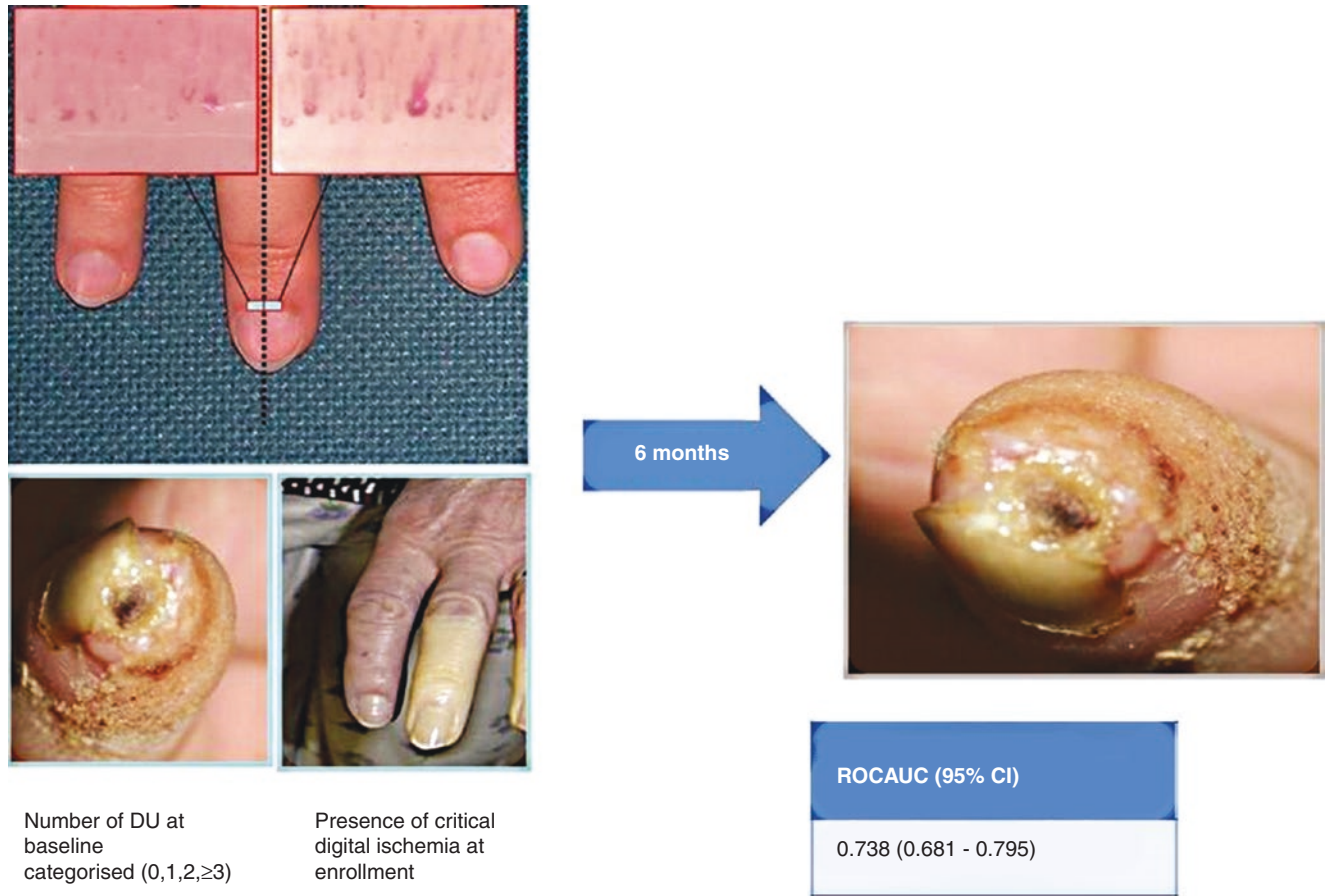 6 months
ROCAUC (95% CI)
0.738 (0.681 - 0.795)
Number of DU at
baseline
categorised (0,1,2,≥3)
Presence of critical
digital ischemia at
enrollment